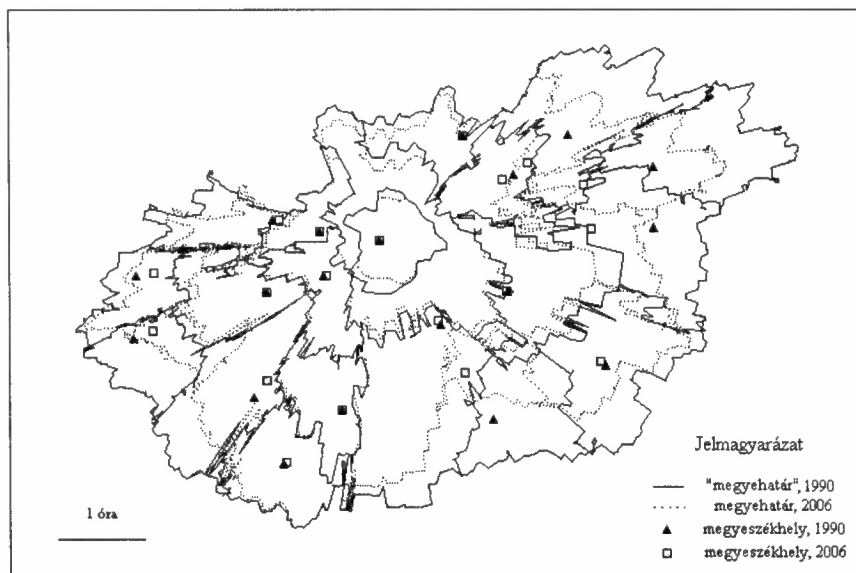 Jelmagyarázat
"megyehatár", 1990
megyehatár, 2006
megyeszékhely, 1990
megyeszékhely, 2006
1 óra